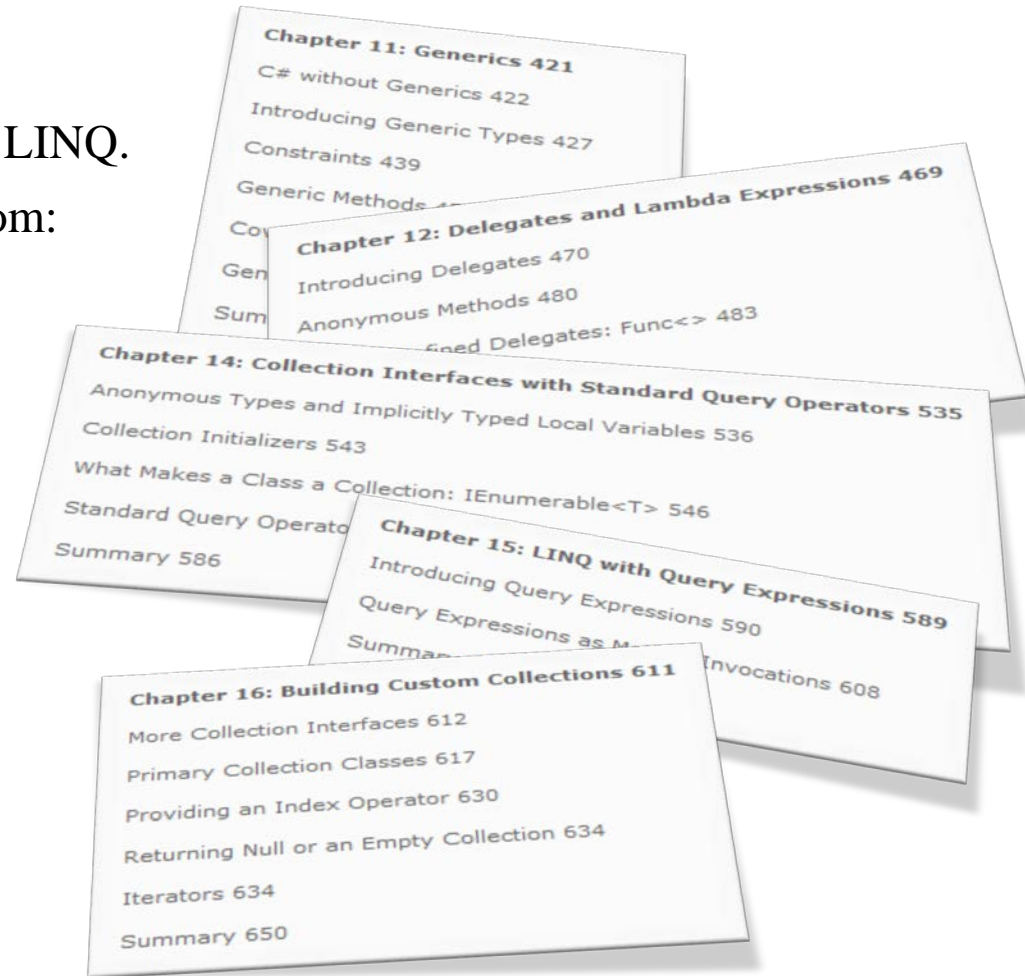 LINQ.
om:
Chapter 11: Generics 421
C# without Generics 422
Introducing Generic Types 427
Constraints 439
Generic Methods
Gen
Sum
Chapter 12: Delegates and Lambda Expressions 469
Introducing Delegates 470
Anonymous Methods 480
fined Delegates: Func<> 483
Chapter 14: Collection Interfaces with Standard Query Operators 535
Anonymous Types and Implicitly Typed Local Variables 536
Collection Initializers 543
What Makes a Class a Collection: IEnumerable<T> 546
Standard Query Operato
Summary 586
Chapter 15: LINQ with Query Expressions 589
Introducing Query Expressions 590
Query Expressions as Invocations 608
Summar
Chapter 16: Building Custom Collections 611
More Collection Interfaces 612
Primary Collection Classes 617
Providing an Index Operator 630
Returning Null or an Empty Collection 634
Iterators 634
Summary 650